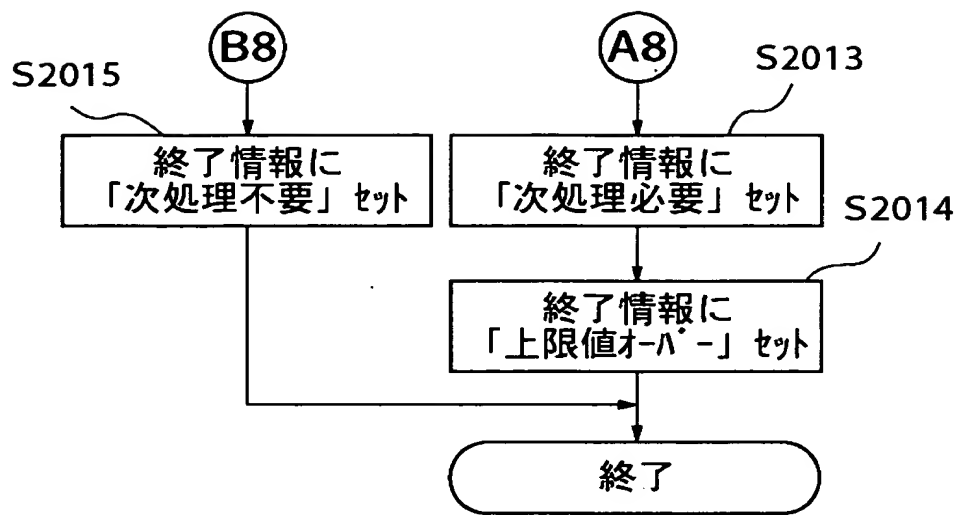 B8
A8
S2015
S2013
終了情報に
「次処理不要」ｾｯﾄ
終了情報に
「次処理必要」ｾｯﾄ
S2014
終了情報に
「上限値ｵｰﾊﾞｰ」ｾｯﾄ
終了